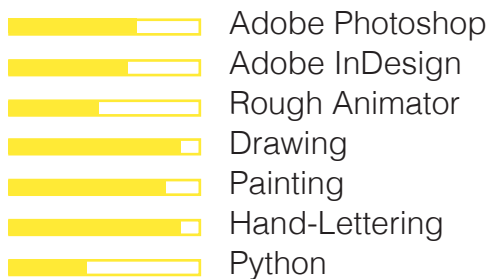 Adobe Photoshop
Adobe InDesign
Rough Animator
Drawing
Painting
Hand-Lettering
Python